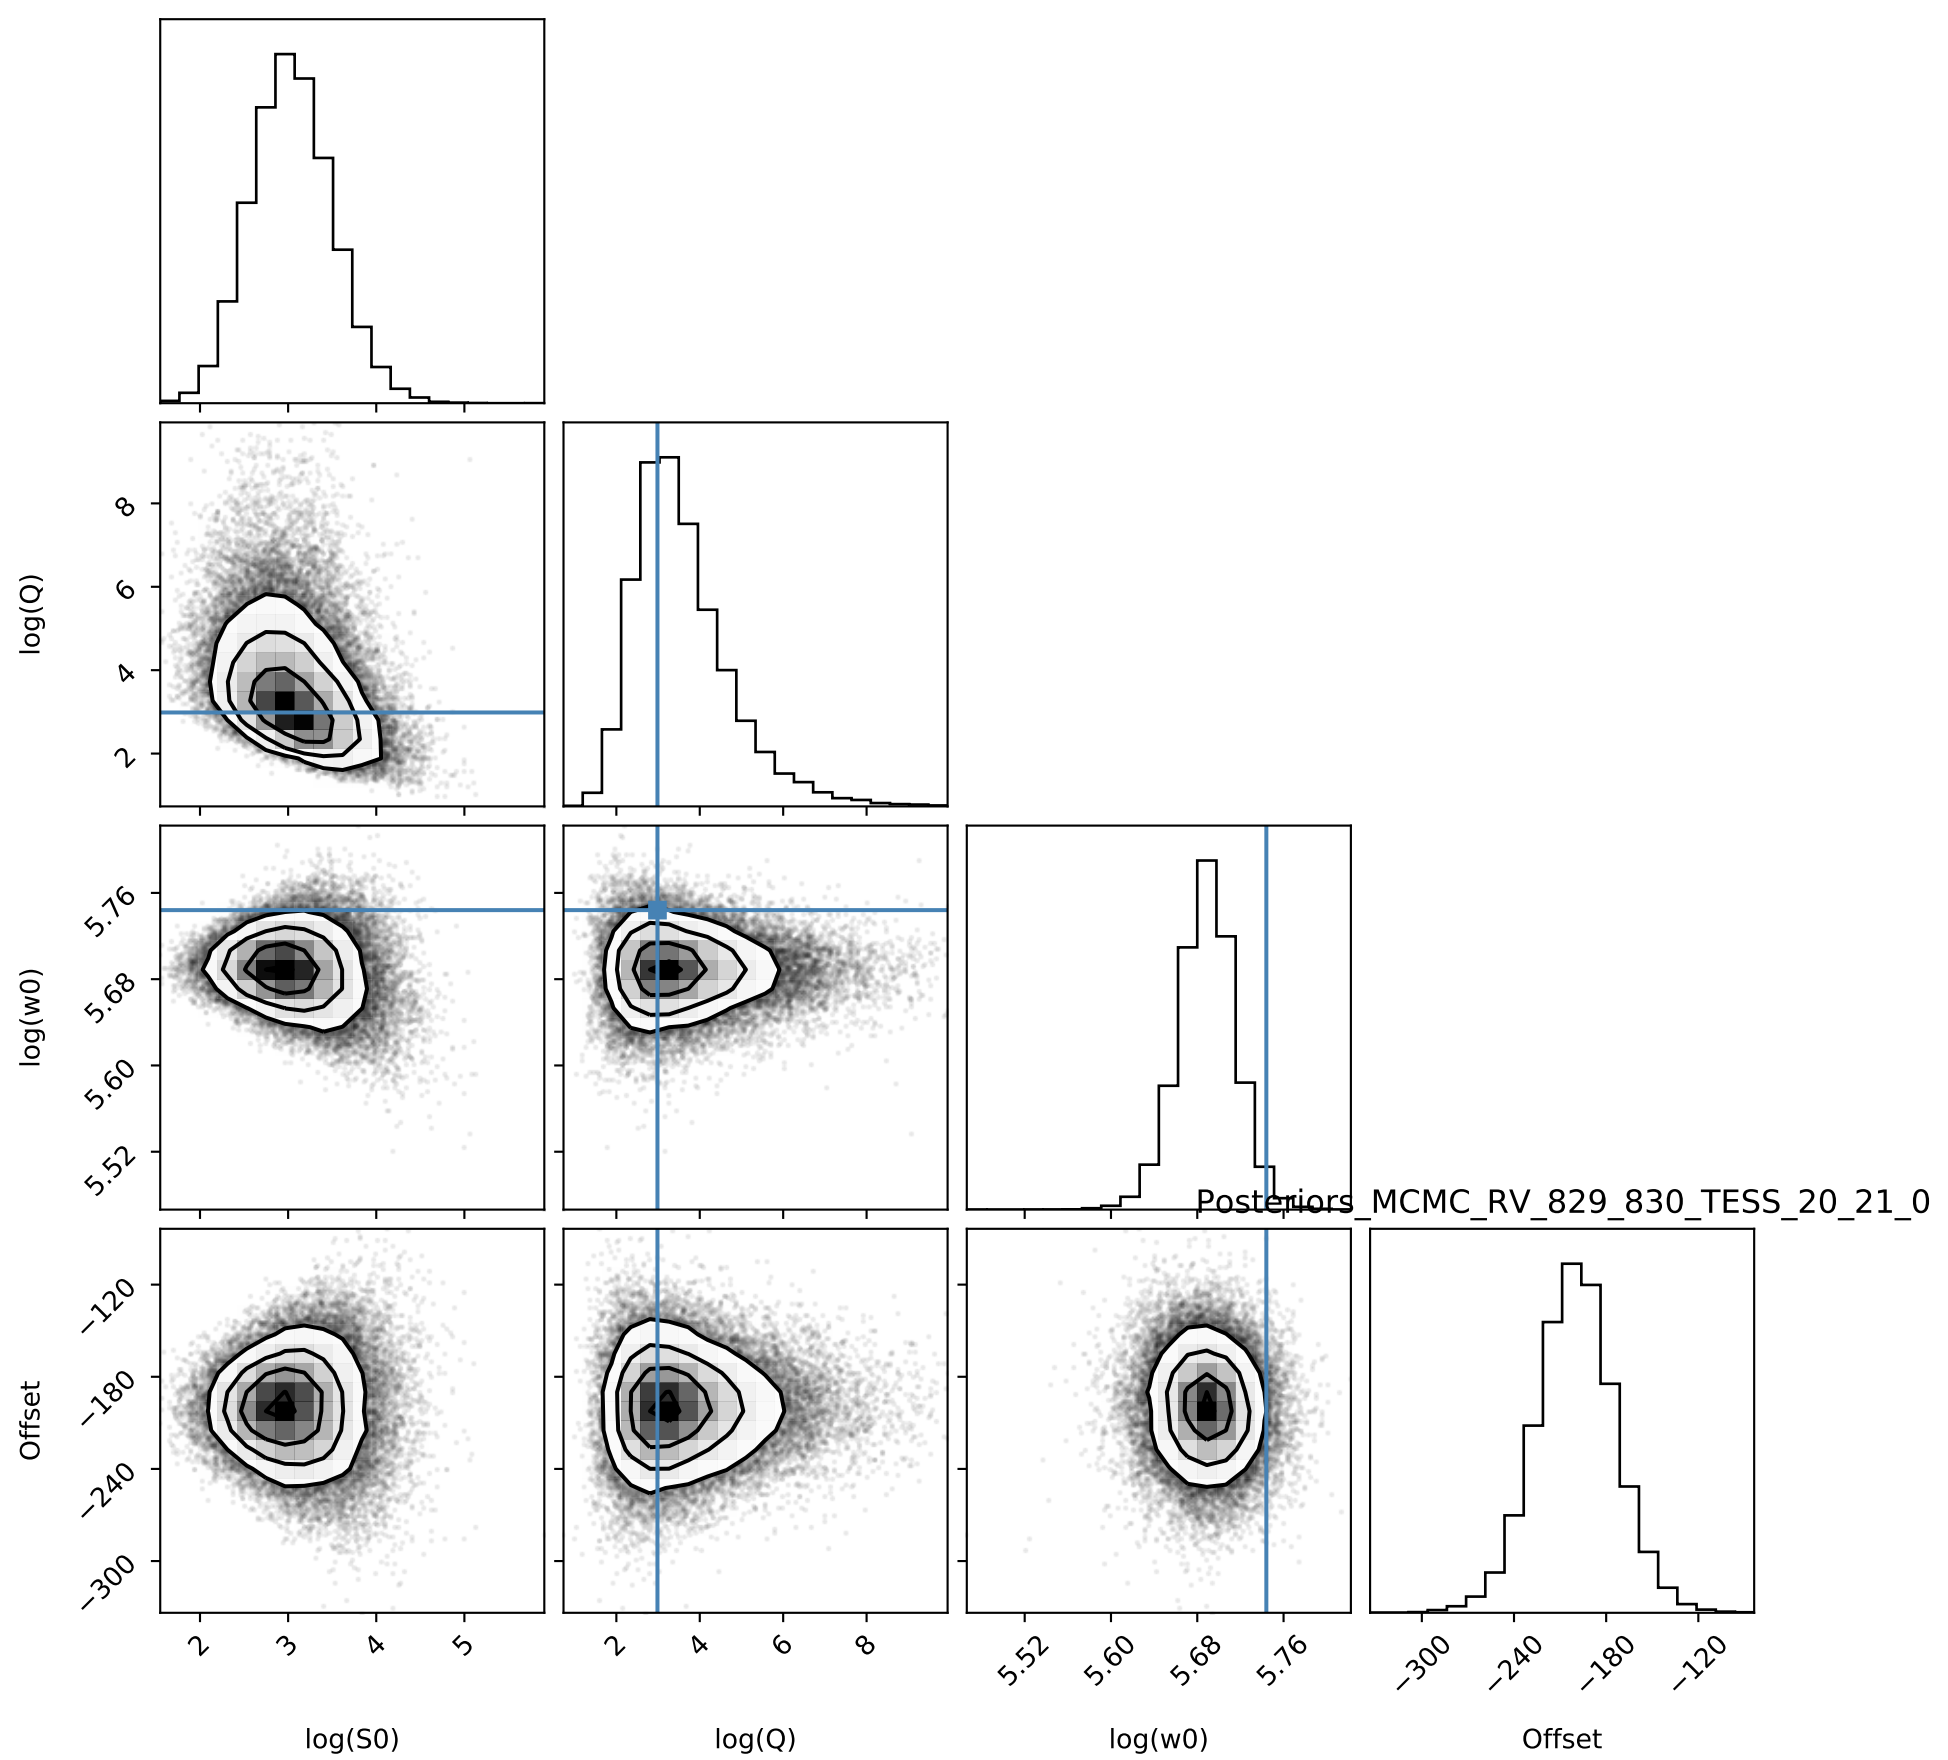 log(Q)
8
6
4
2
log(w0)
5.76
5.68
5.60
5.52
Posteriors_MCMC_RV_829_830_TESS_20_21_0
Offset
−120
−180
−240
−300
2 3 4 5
2 4 6 8
5.52 5.60 5.68 5.76
−300 −240 −180 −120
log(S0) log(Q) log(w0) Offset